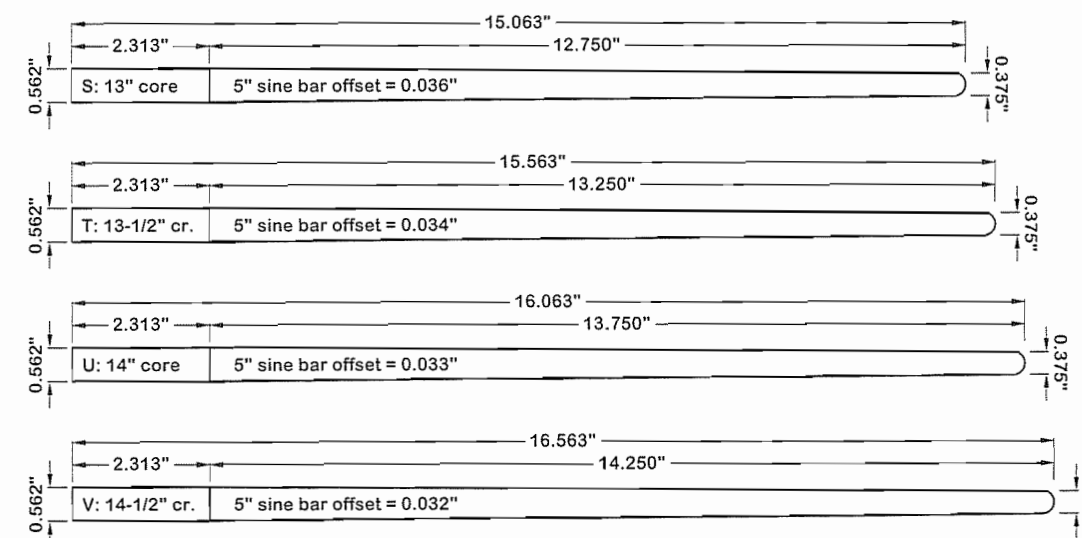 15.063"
2.313" 12.750"
0.562" S: 13" core 5" sine bar offset = 0.036" 0.375"
15.563"
2.313" 13.250"
0.562" T: 13-1/2" cr. 5" sine bar offset = 0.034" 0.375"
16.063"
2.313" 13.750"
0.562" U: 14" core 5" sine bar offset = 0.033" 0.375"
16.563"
2.313" 14.250"
0.562" V: 14-1/2" cr. 5" sine bar offset = 0.032"